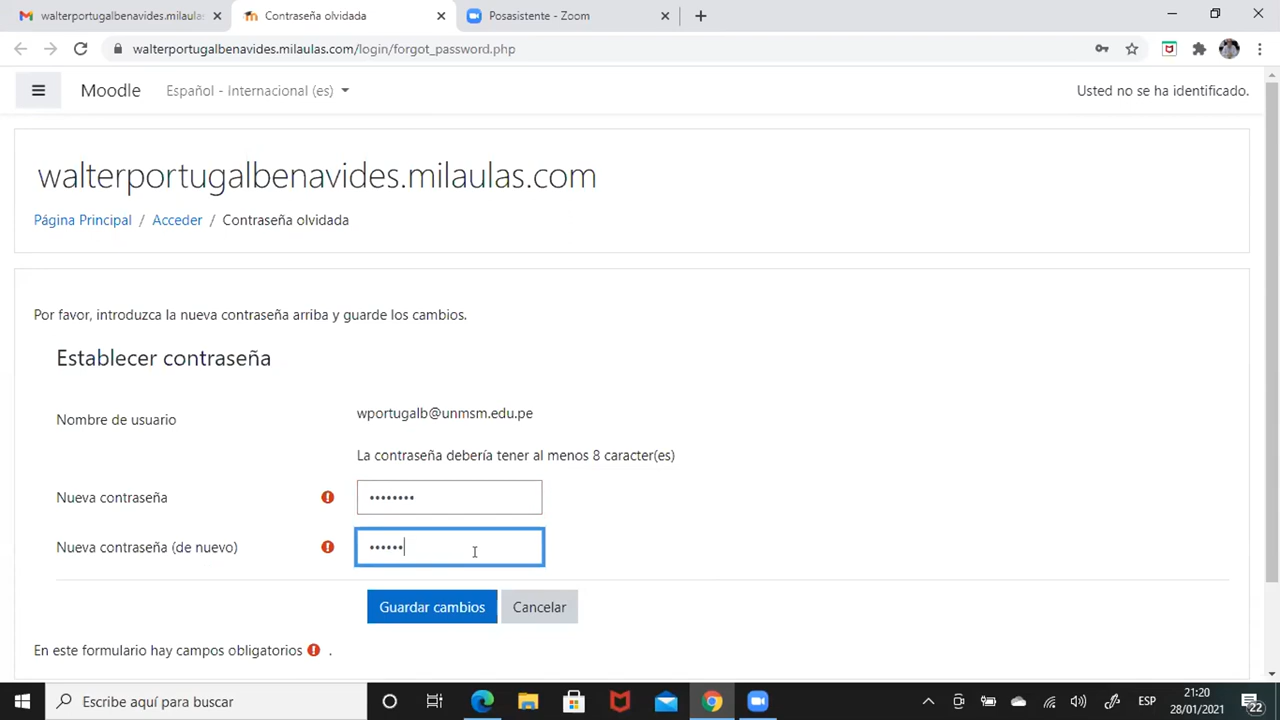 walterportugalbenavides.milaulas
Contraseña olvidada
Posasistente - Zoom
walterportugalbenavides.milaulas.com/login/forgot_password.php
Moodle
Español - Internacional (es)
Usted no se ha identificado.
walterportugalbenavides.milaulas.com
Página Principal / Acceder / Contraseña olvidada
Por favor, introduzca la nueva contraseña arriba y guarde los cambios.
Establecer contraseña
Nombre de usuario
wportugalb@unmsm.edu.pe
La contraseña debería tener al menos 8 caracter(es)
Nueva contraseña
••••••••
Nueva contraseña (de nuevo)
••••••
Guardar cambios
Cancelar
En este formulario hay campos obligatorios .
Escribe aquí para buscar
ESP
21:20
28/01/2021
22